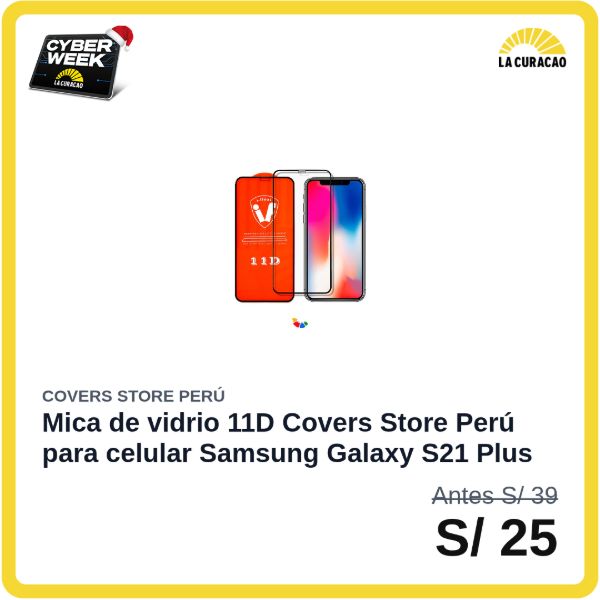 CYBER
WEEK
LA CURACAO
LA CURACAO
11D
COVERS STORE PERÚ
Mica de vidrio 11D Covers Store Perú
para celular Samsung Galaxy S21 Plus
Antes S/ 39
S/ 25